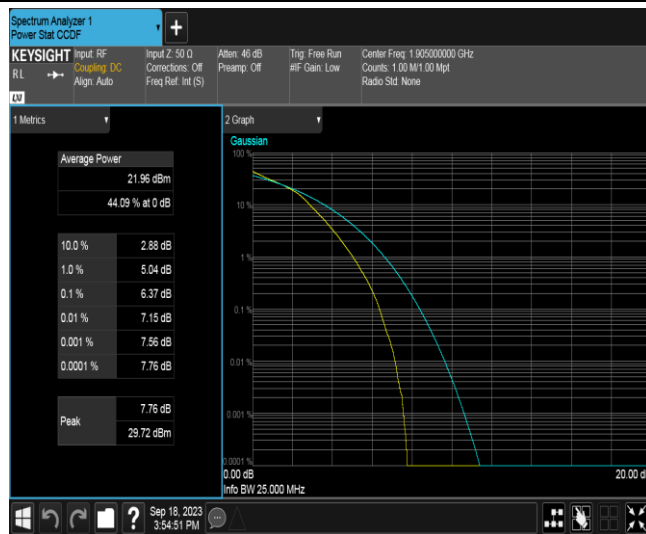 Spectrum Analyzer 1
Power Stat CCDF
+
KEYSIGHT
RL
LXI
Input: RF
Coupling: DC
Align: Auto
Input Z: 50 Ω
Corrections: Off
Freq Ref: Int (S)
Atten: 46 dB
Preamp: Off
Trig: Free Run
#IF Gain: Low
Center Freq: 1.905000000 GHz
Counts: 1.00 M/1.00 Mpt
Radio Std: None
1 Metrics
Average Power
21.96 dBm
44.09 % at 0 dB
10.0 % 2.88 dB
1.0 % 5.04 dB
0.1 % 6.37 dB
0.01 % 7.15 dB
0.001 % 7.56 dB
0.0001 % 7.76 dB
Peak
7.76 dB
29.72 dBm
2 Graph
Gaussian
100 %
10 %
1 %
0.1 %
0.01 %
0.001 %
0.0001 %
0.00 dB
20.00 d
Info BW 25.000 MHz
?
Sep 18, 2023
3:54:51 PM